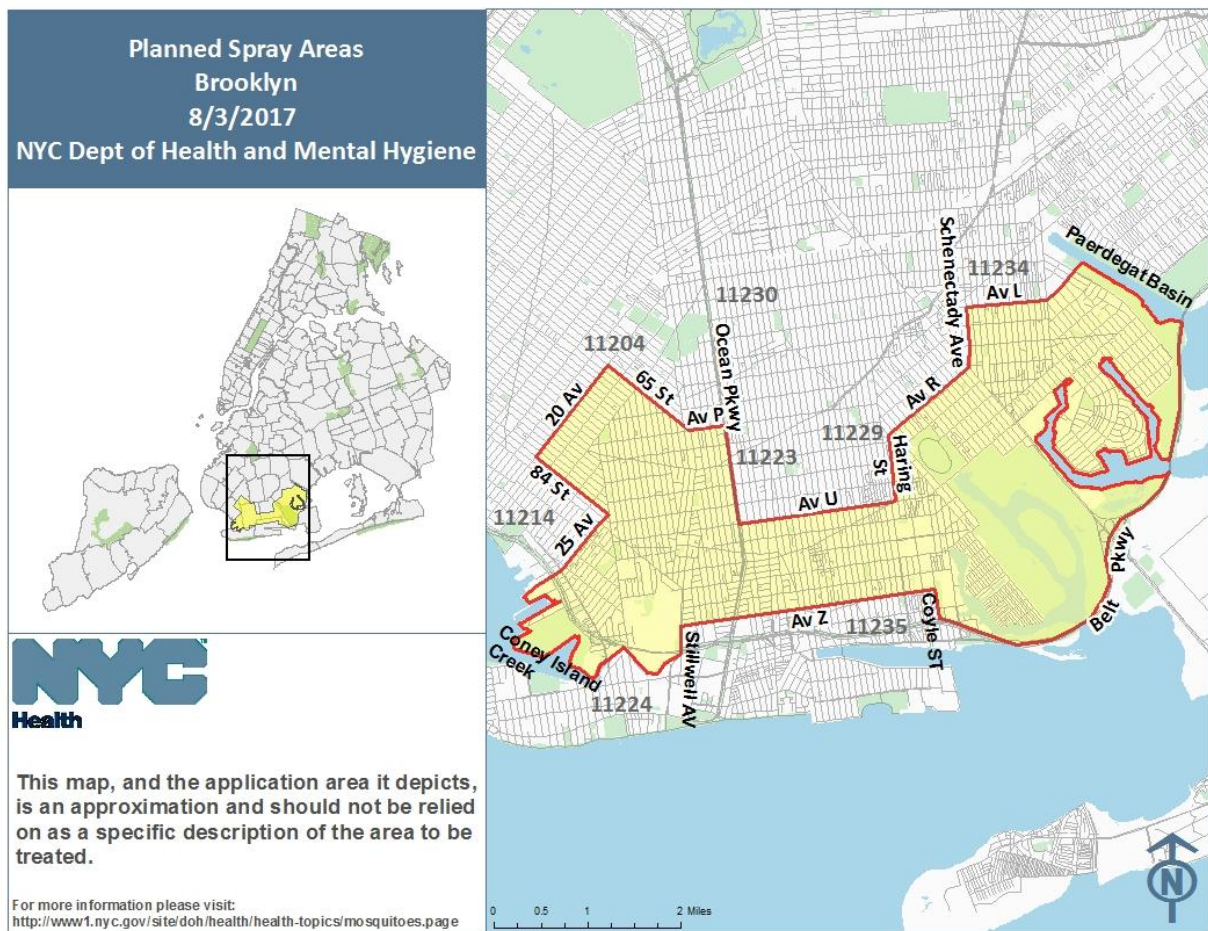 Planned Spray Areas
Brooklyn
8/3/2017
NYC Dept of Health and Mental Hygiene
NYC
Health
This map, and the application area it depicts,
is an approximation and should not be relied
on as a specific description of the area to be
treated.
For more information please visit:
http://www1.nyc.gov/site/doh/health/health-topics/mosquitoes.page
Paerdegat Basin
Schenectady Ave
11234
Av L
11230
11204
Ocean Pkwy
65 St
20 Av
Av P
Av R
11229
11223
Haring
St
84 St
Av U
11214
25 Av
Belt Pkwy
Coyle ST
Av Z
11235
Coney Island
Creek
Stillwell AV
11224
0 0.5 1 2 Miles
N